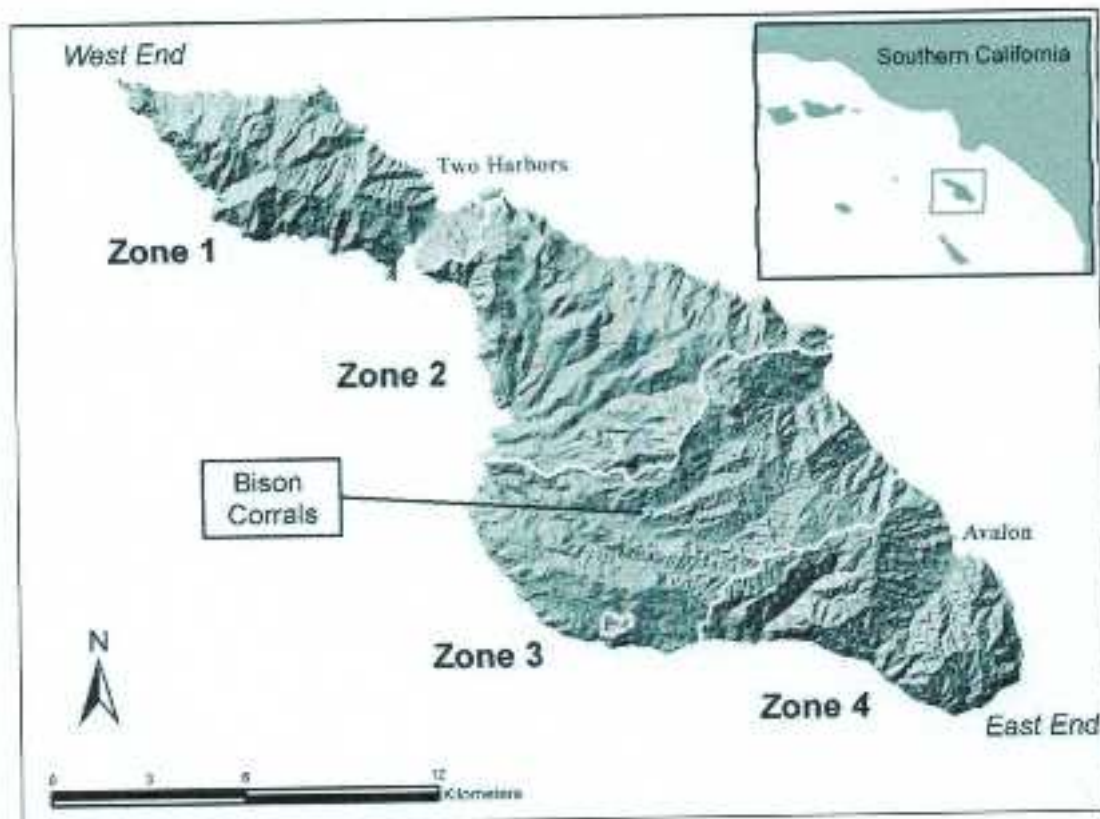 West End
Southern California
Two Harbors
Zone 1
Zone 2
Bison
Corrals
Avalon
N
Zone 3
Zone 4
East End
0 3 6 12
Kilometers